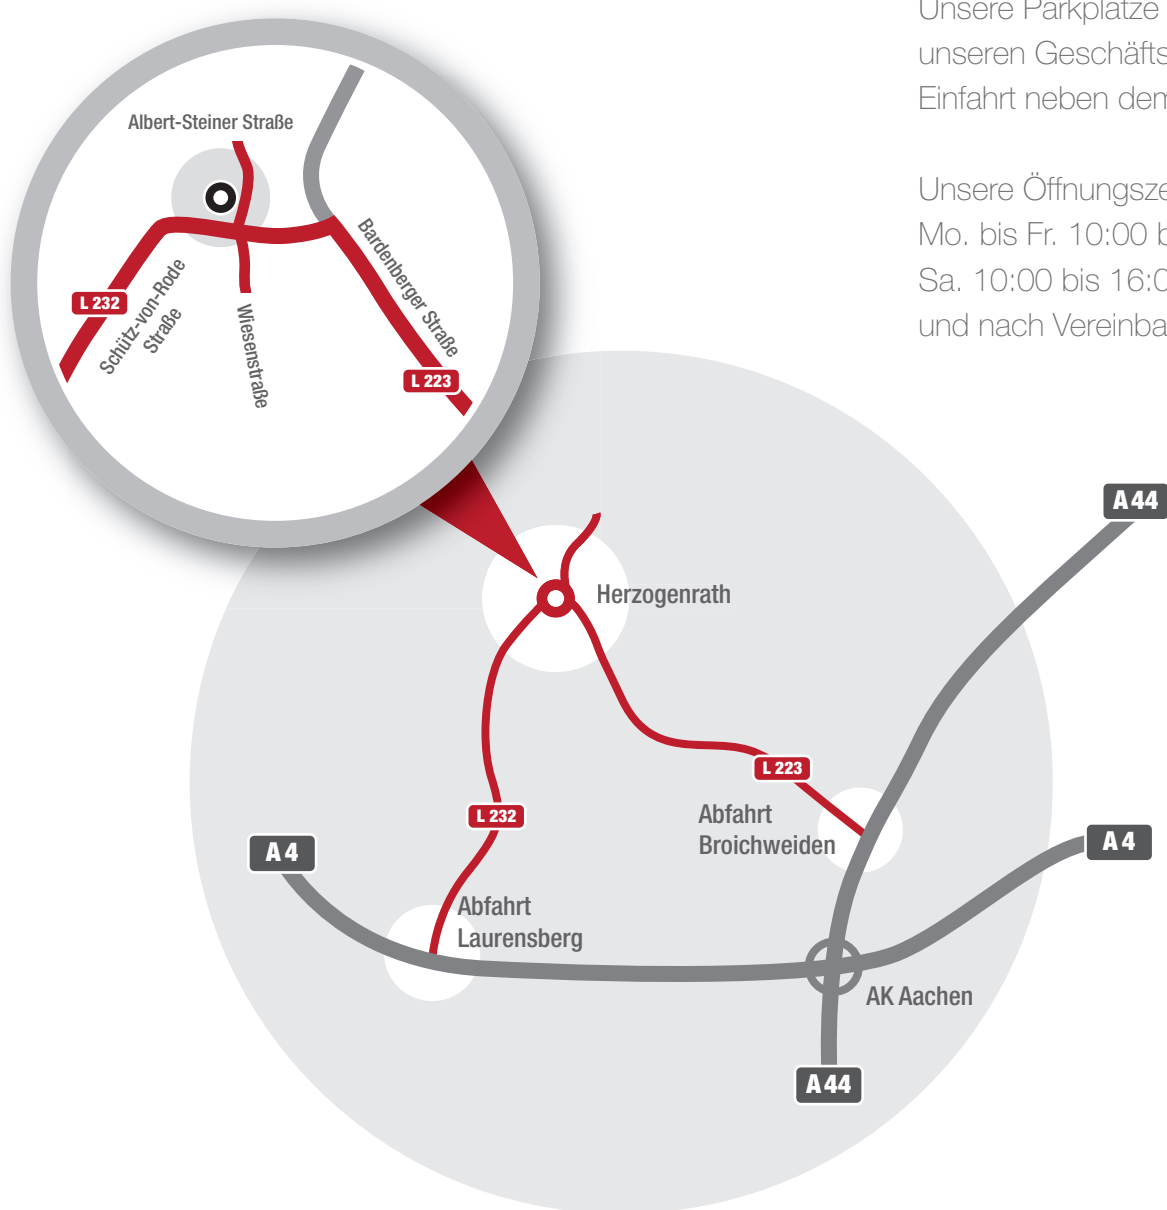 Unsere Parkplätze
unseren Geschäfts
Einfahrt neben dem
Unsere Öffnungsze
Mo. bis Fr. 10:00 b
Sa. 10:00 bis 16:0
und nach Vereinba
Albert-Steiner Straße
L 232
Schütz-von-Rode
Straße
Wiesenstraße
Bardenberger Straße
L 223
A 44
Herzogenrath
L 223
L 232
Abfahrt
Broichweiden
A 4
A 4
Abfahrt
Laurensberg
AK Aachen
A 44